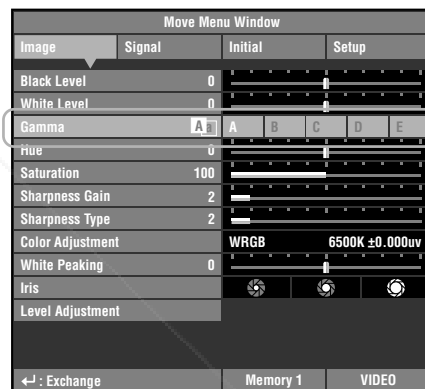 Move Menu Window
Image Signal Initial Setup
Black Level 0
White Level 0
Gamma A a A B C D E
Hue 0
Saturation 100
Sharpness Gain 2
Sharpness Type 2
Color Adjustment WRGB 6500K ±0.000uv
White Peaking 0
Iris
Level Adjustment
↵ : Exchange Memory 1 VIDEO